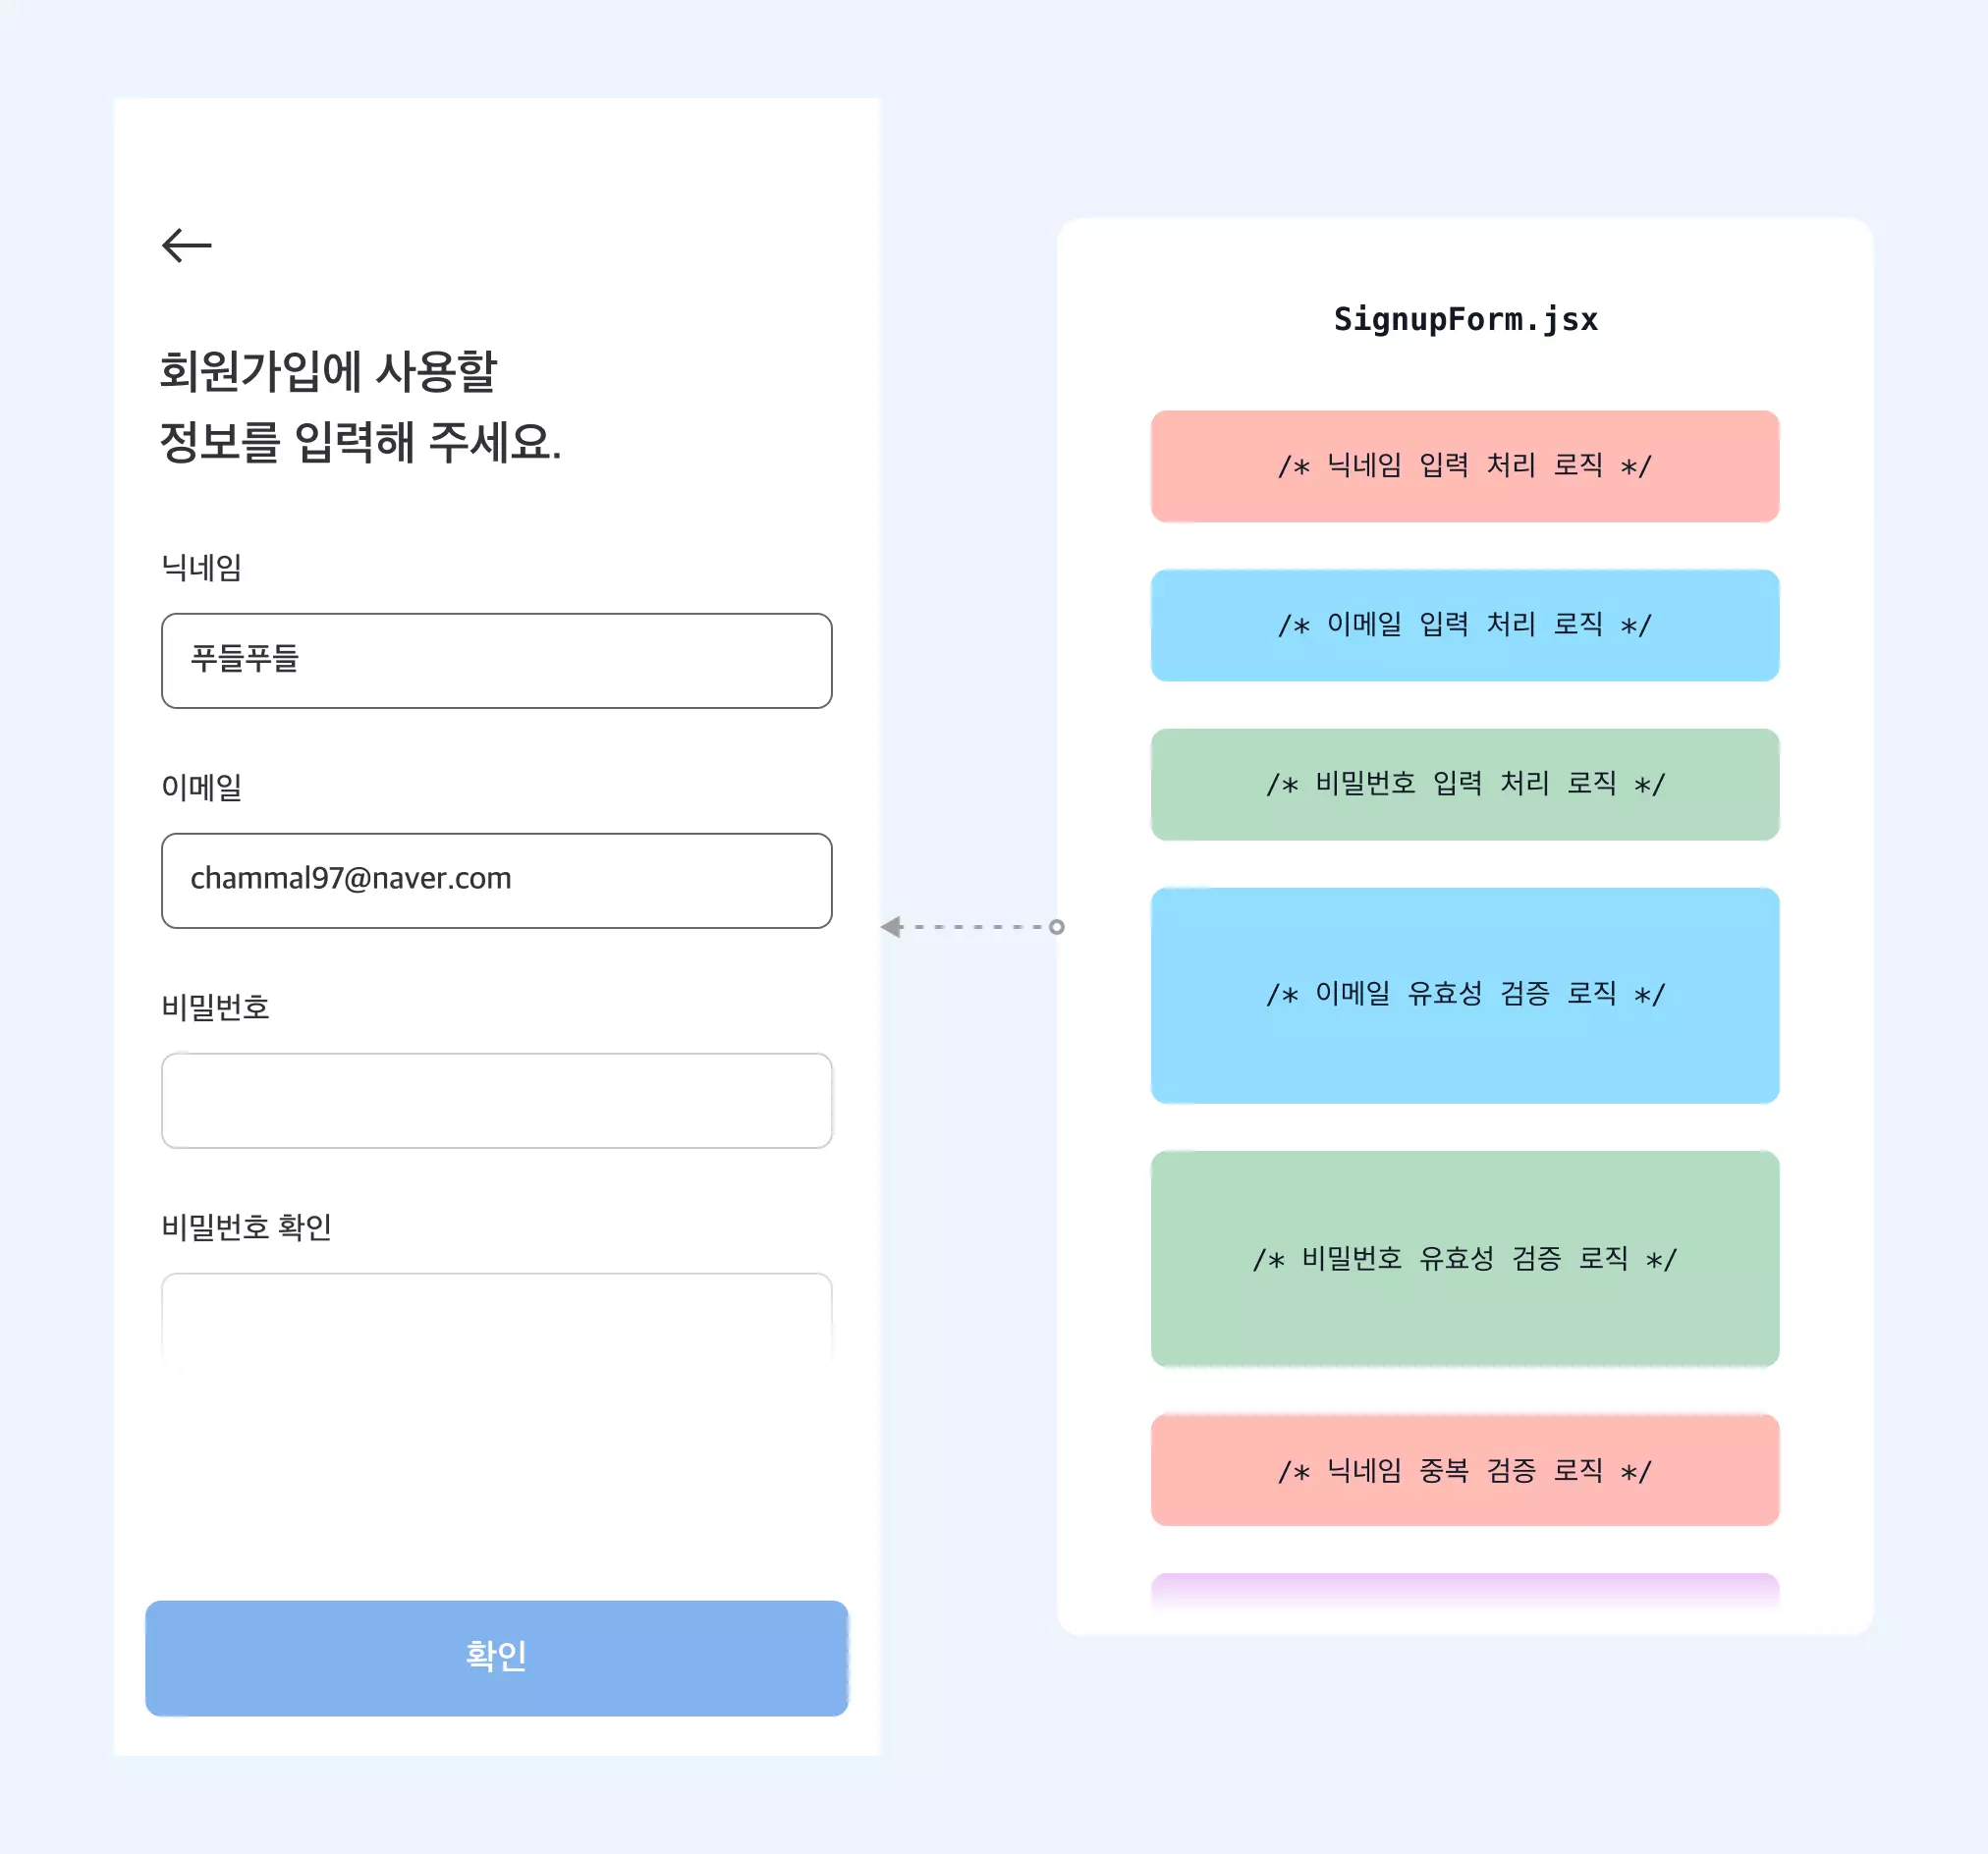 회원가입에 사용할
정보를 입력해 주세요.
닉네임
푸들푸들
이메일
chammal97@naver.com
비밀번호
비밀번호 확인
확인
SignupForm.jsx
/* 닉네임 입력 처리 로직 */
/* 이메일 입력 처리 로직 */
/* 비밀번호 입력 처리 로직 */
/* 이메일 유효성 검증 로직 */
/* 비밀번호 유효성 검증 로직 */
/* 닉네임 중복 검증 로직 */